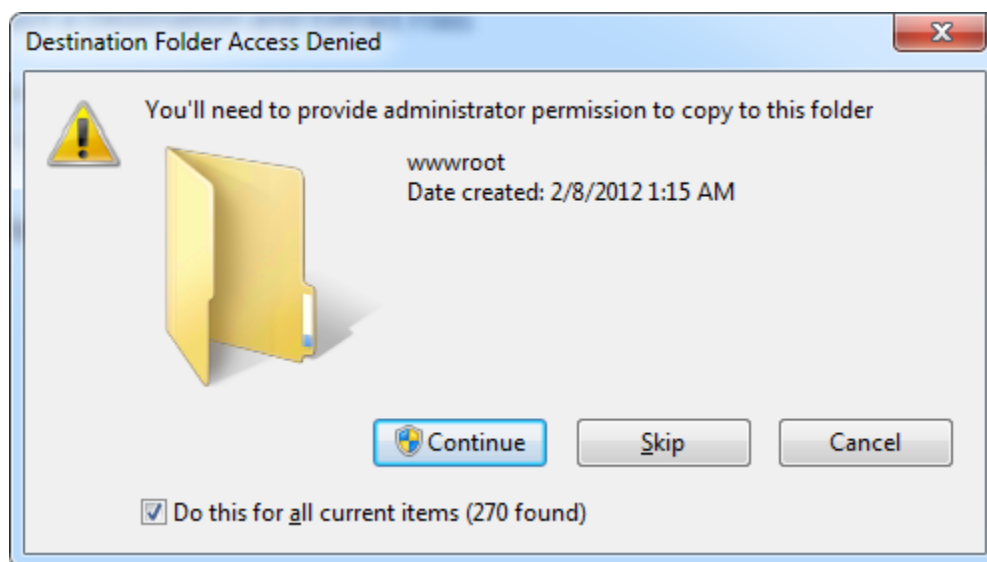 Destination Folder Access Denied
You'll need to provide administrator permission to copy to this folder
wwwroot
Date created: 2/8/2012 1:15 AM
Continue
Skip
Cancel
Do this for all current items (270 found)